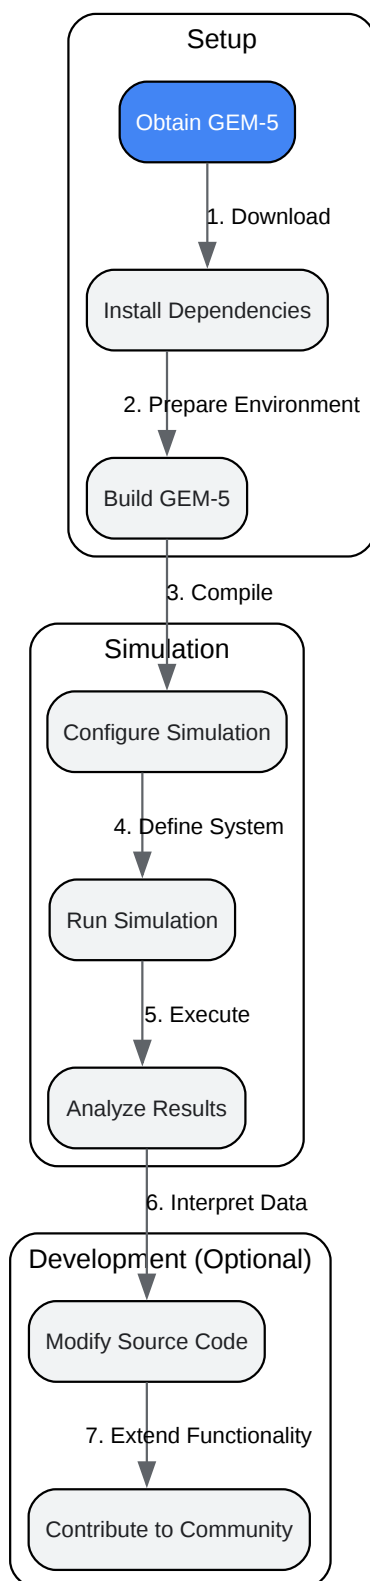 Setup
Obtain GEM-5
1. Download
Install Dependencies
2. Prepare Environment
Build GEM-5
3. Compile
Simulation
Configure Simulation
4. Define System
Run Simulation
5. Execute
Analyze Results
6. Interpret Data
Development (Optional)
Modify Source Code
7. Extend Functionality
Contribute to Community